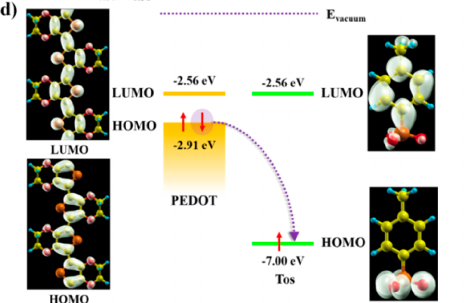 d)
E vacuum
-2.56 eV
-2.56 eV
LUMO
LUMO
LUMO
HOMO
-2.91 eV
PEDOT
HOMO
-7.00 eV
Tos
HOMO